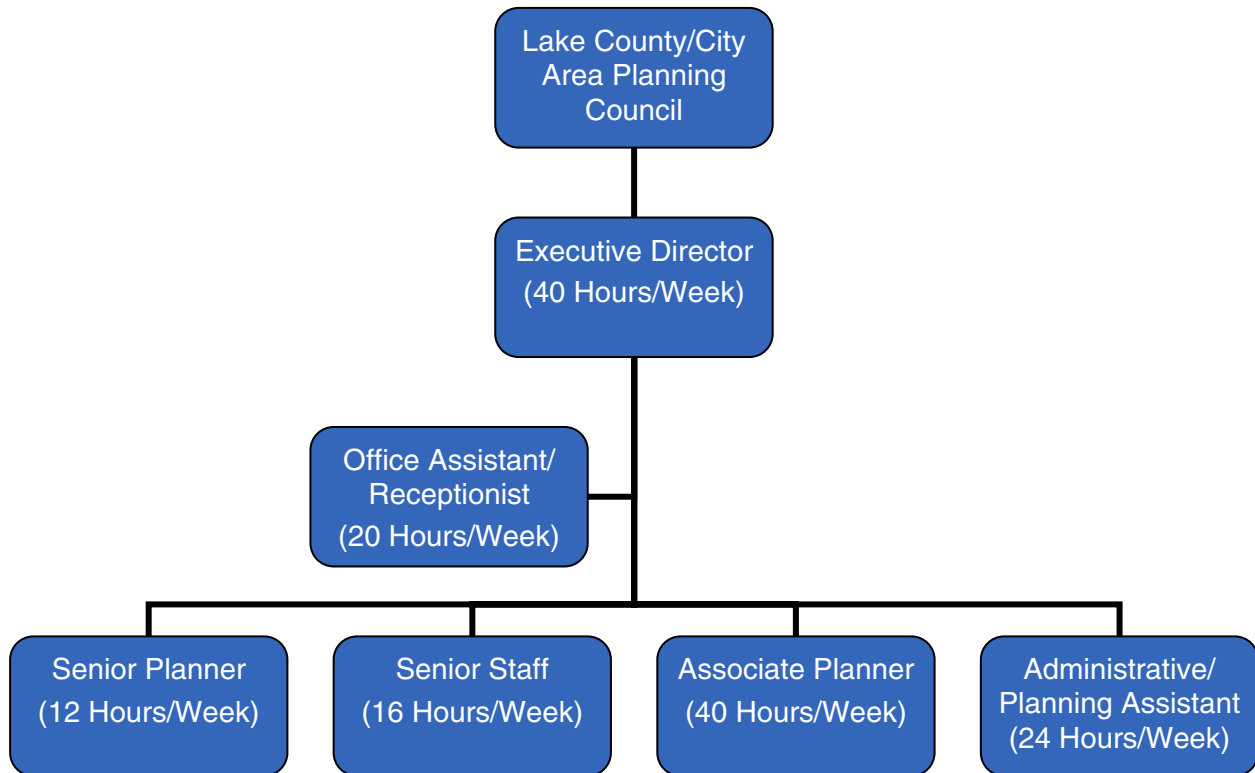 Lake County/City
Area Planning
Council
Executive Director
(40 Hours/Week)
Office Assistant/
Receptionist
(20 Hours/Week)
Senior Planner
(12 Hours/Week)
Senior Staff
(16 Hours/Week)
Associate Planner
(40 Hours/Week)
Administrative/
Planning Assistant
(24 Hours/Week)